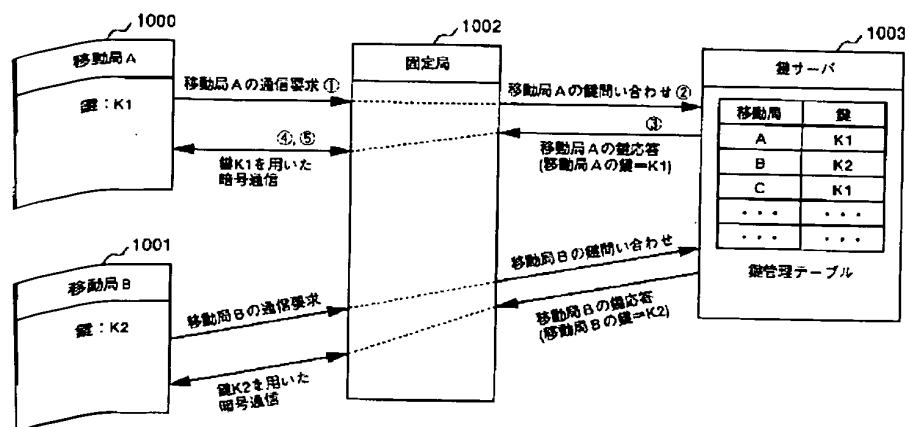 1000
移動局A
鍵：K1
1002
固定局
1003
鍵サーバ
移動局 鍵
A K1
B K2
C K1
・・・ ・・・
・・・ ・・・
鍵管理テーブル
移動局Aの通信要求①
移動局Aの鍵問い合わせ②
③
移動局Aの鍵応答
(移動局Aの鍵＝K1)
④,⑤
鍵K1を用いた
暗号通信
1001
移動局B
鍵：K2
移動局Bの通信要求
移動局Bの鍵問い合わせ
移動局Bの鍵応答
(移動局Bの鍵＝K2)
鍵K2を用いた
暗号通信